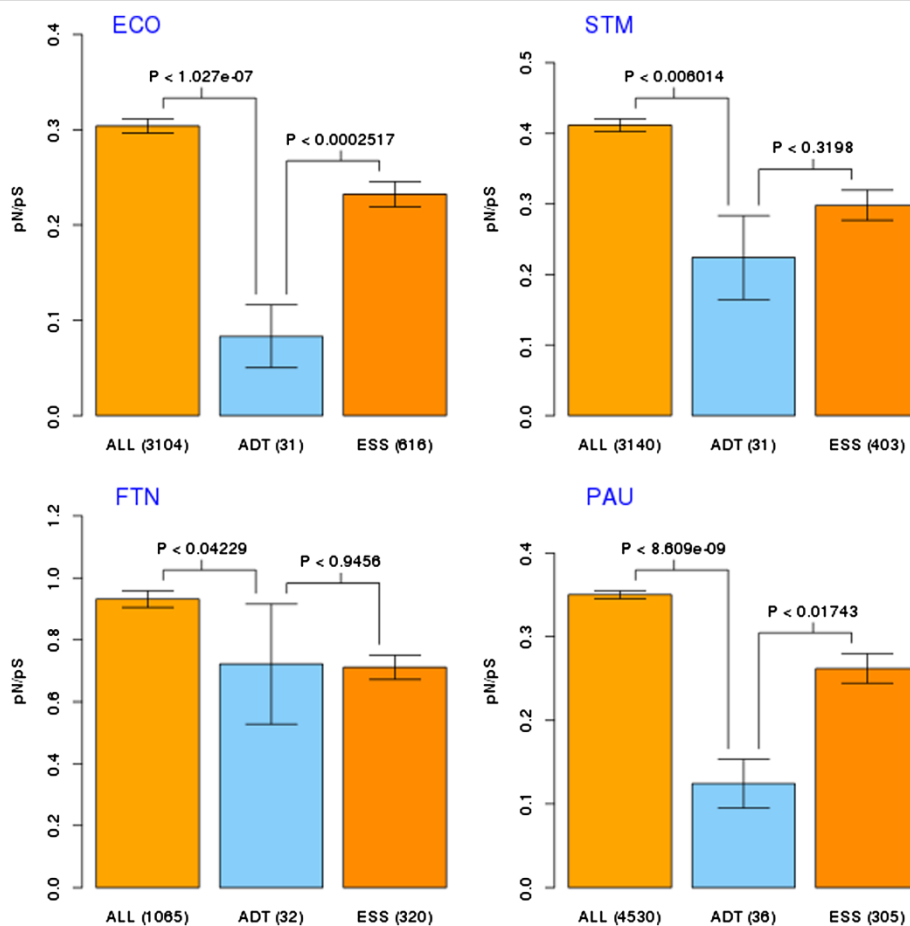 ECO
0.4
0.3
0.2
0.1
0.0
pN/pS
P < 1.027e-07
P < 0.0002517
ALL (3104) ADT (31) ESS (616)
STM
0.5
0.4
0.3
0.2
0.1
0.0
pN/pS
P < 0.006014
P < 0.3198
ALL (3140) ADT (31) ESS (403)
FTN
1.2
1.0
0.8
0.6
0.4
0.2
0.0
pN/pS
P < 0.04229
P < 0.9456
ALL (1065) ADT (32) ESS (320)
PAU
0.4
0.3
0.2
0.1
0.0
pN/pS
P < 8.609e-09
P < 0.01743
ALL (4530) ADT (36) ESS (305)